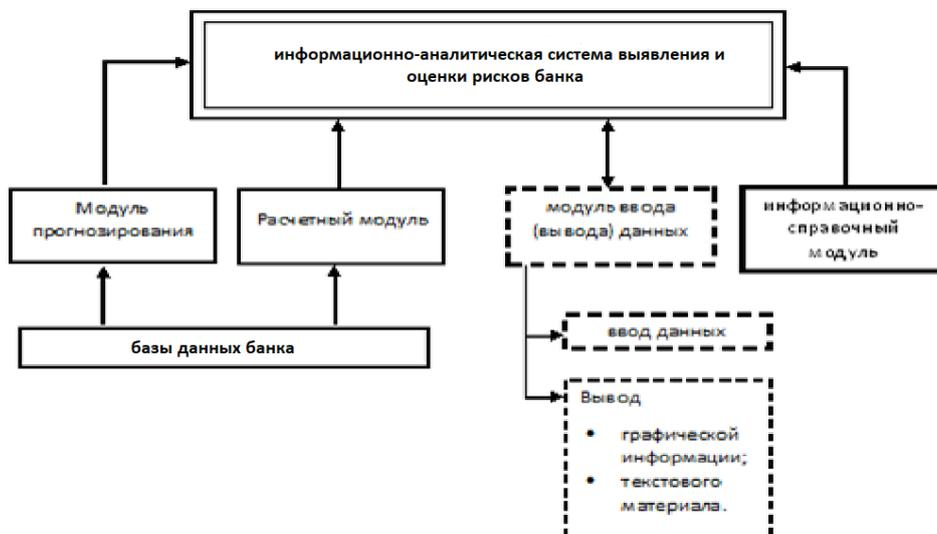 информационно-аналитическая система выявления и
оценки рисков банка
Модуль
прогнозирования
Расчетный модуль
модуль ввода
(вывода) данных
информационно-
справочный
модуль
базы данных банка
ввод данных
Вывод
• графической
информации;
• текстового
материала.